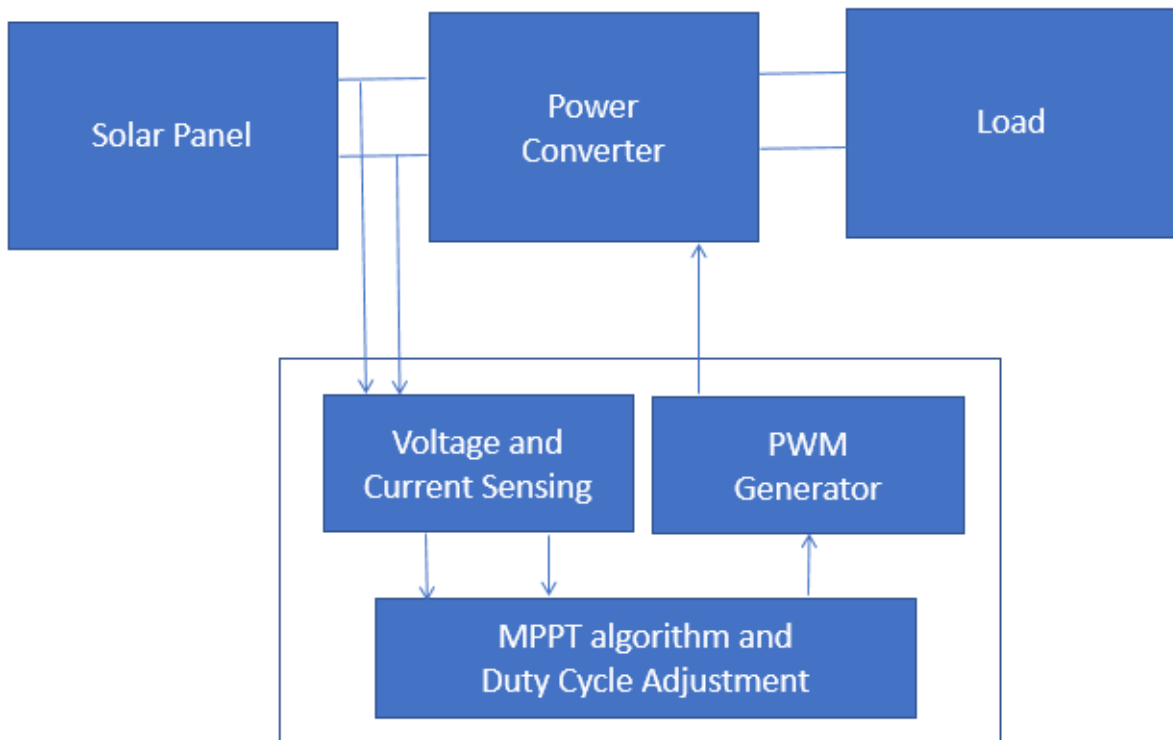 Solar Panel
Power
Converter
Load
Voltage and
Current Sensing
PWM
Generator
MPPT algorithm and
Duty Cycle Adjustment